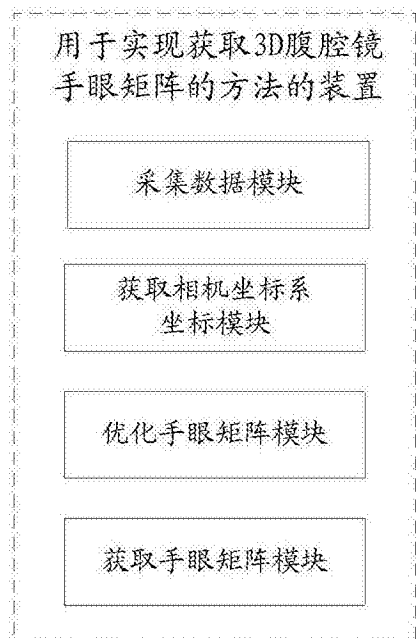 用于实现获取3D腹腔镜
手眼矩阵的方法的装置
采集数据模块
获取相机坐标系
坐标模块
优化手眼矩阵模块
获取手眼矩阵模块